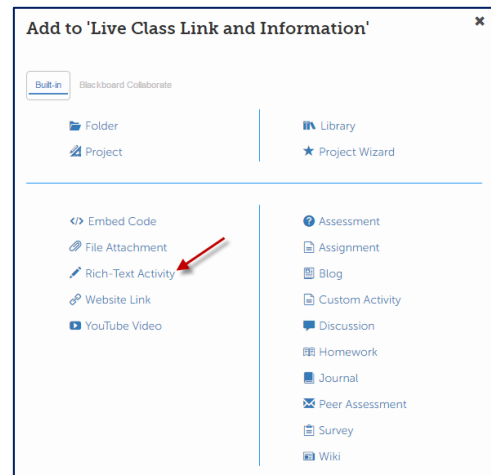 Add to 'Live Class Link and Information'
Built-in Blackboard Collaborate
Folder
Project
Library
Project Wizard
Embed Code
File Attachment
Rich-Text Activity
Website Link
YouTube Video
Assessment
Assignment
Blog
Custom Activity
Discussion
Homework
Journal
Peer Assessment
Survey
Wiki